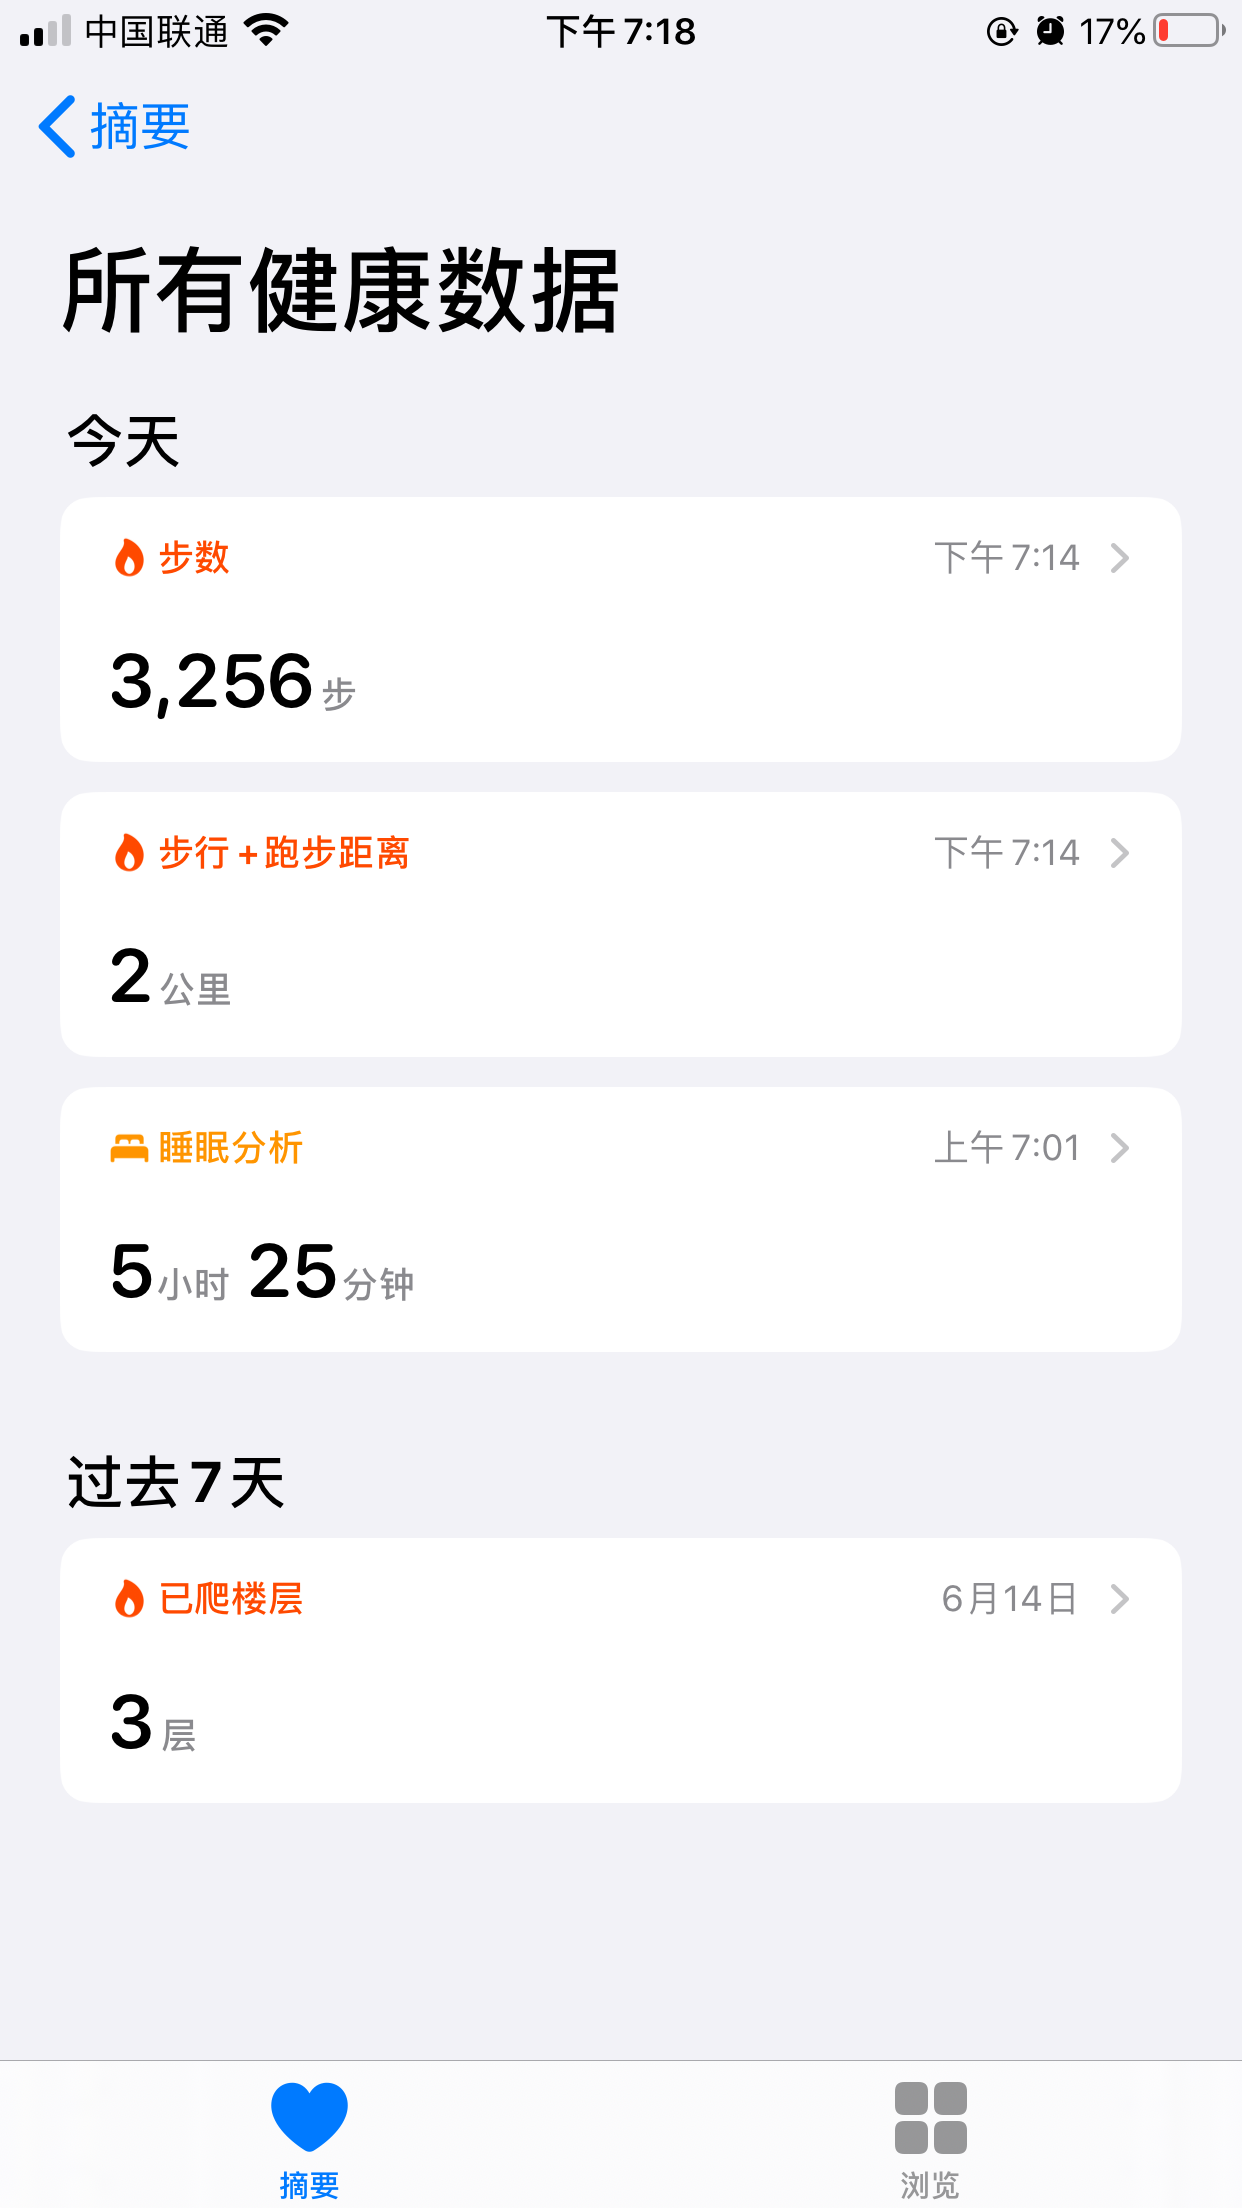 中国联通 下午 7:18 17%
摘要
所有健康数据
今天
步数 下午 7:14
3,256 步
步行 + 跑步距离 下午 7:14
2 公里
睡眠分析 上午 7:01
5 小时 25 分钟
过去 7 天
已爬楼层 6月14日
3 层
摘要 浏览